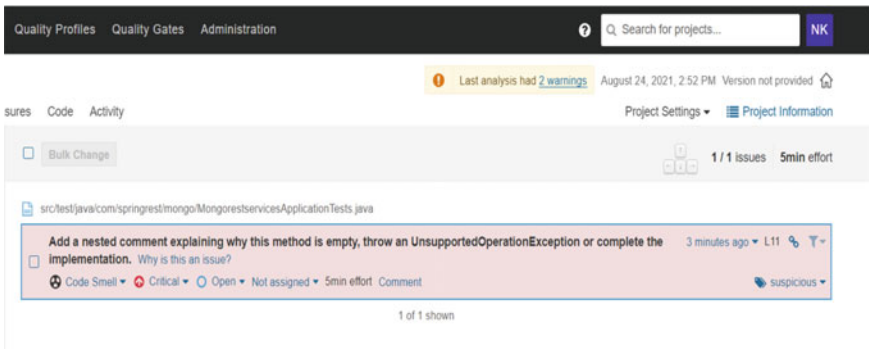 Quality Profiles Quality Gates Administration
Search for projects...
NK
Last analysis had 2 warnings August 24, 2021, 2:52 PM Version not provided
sures Code Activity
Project Settings Project Information
Bulk Change
1 / 1 issues 5min effort
src/test/java/com/springrest/mongo/MongorestservicesApplicationTests.java
Add a nested comment explaining why this method is empty, throw an UnsupportedOperationException or complete the
3 minutes ago L11
implementation. Why is this an issue?
Code Smell Critical Open Not assigned 5min effort Comment
suspicious
1 of 1 shown